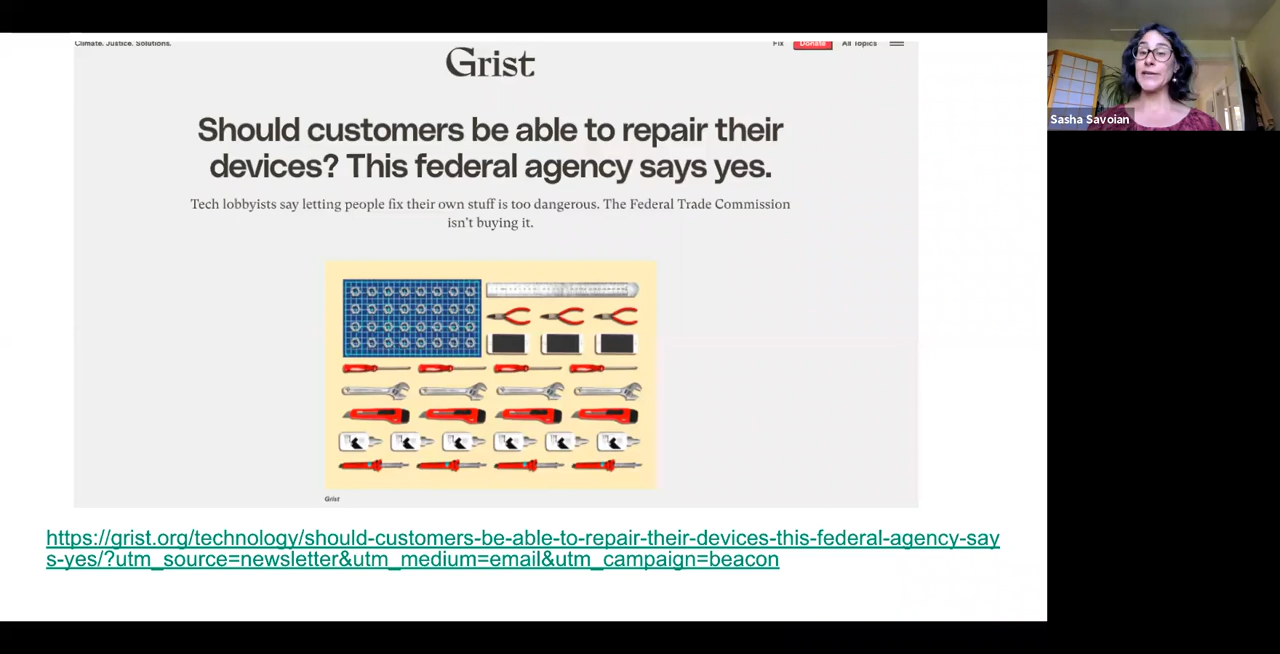 Climate. Justice. Solutions.
Fix Donate All Topics
Grist
Should customers be able to repair their
devices? This federal agency says yes.
Tech lobbyists say letting people fix their own stuff is too dangerous. The Federal Trade Commission
isn't buying it.
Grist
https://grist.org/technology/should-customers-be-able-to-repair-their-devices-this-federal-agency-say
s-yes/?utm_source=newsletter&utm_medium=email&utm_campaign=beacon
Sasha Savoian